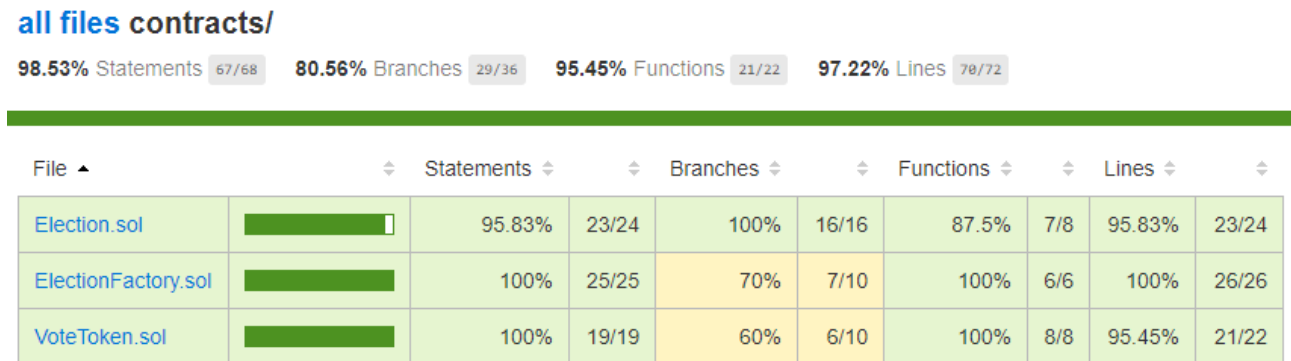 all files contracts/
98.53% Statements 67/68 80.56% Branches 29/36 95.45% Functions 21/22 97.22% Lines 70/72
File Statements Branches Functions Lines
Election.sol 95.83% 23/24 100% 16/16 87.5% 7/8 95.83% 23/24
ElectionFactory.sol 100% 25/25 70% 7/10 100% 6/6 100% 26/26
VoteToken.sol 100% 19/19 60% 6/10 100% 8/8 95.45% 21/22